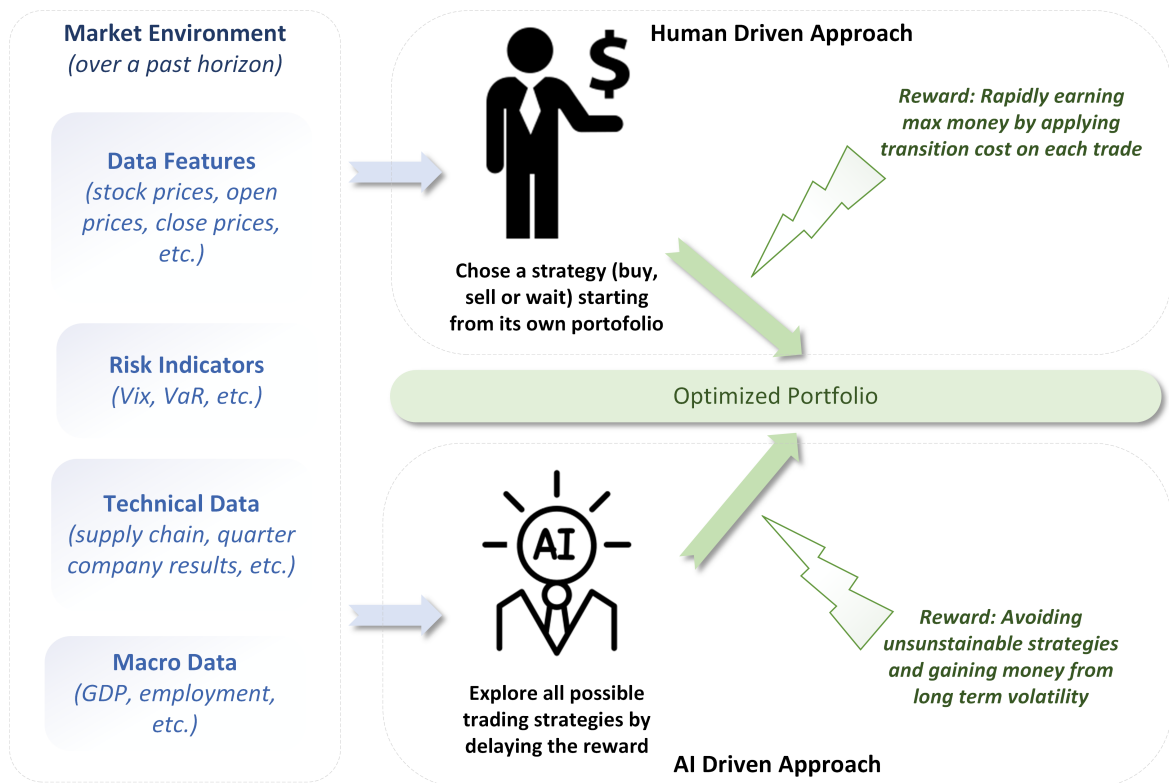 Market Environment
(over a past horizon)
Data Features
(stock prices, open
prices, close prices,
etc.)
Risk Indicators
(Vix, VaR, etc.)
Technical Data
(supply chain, quarter
company results, etc.)
Macro Data
(GDP, employment,
etc.)
Human Driven Approach
$
Reward: Rapidly earning
max money by applying
transition cost on each trade
Chose a strategy (buy,
sell or wait) starting
from its own portofolio
Optimized Portfolio
AI
Explore all possible
trading strategies by
delaying the reward
Reward: Avoiding
unsunstainable strategies
and gaining money from
long term volatility
AI Driven Approach